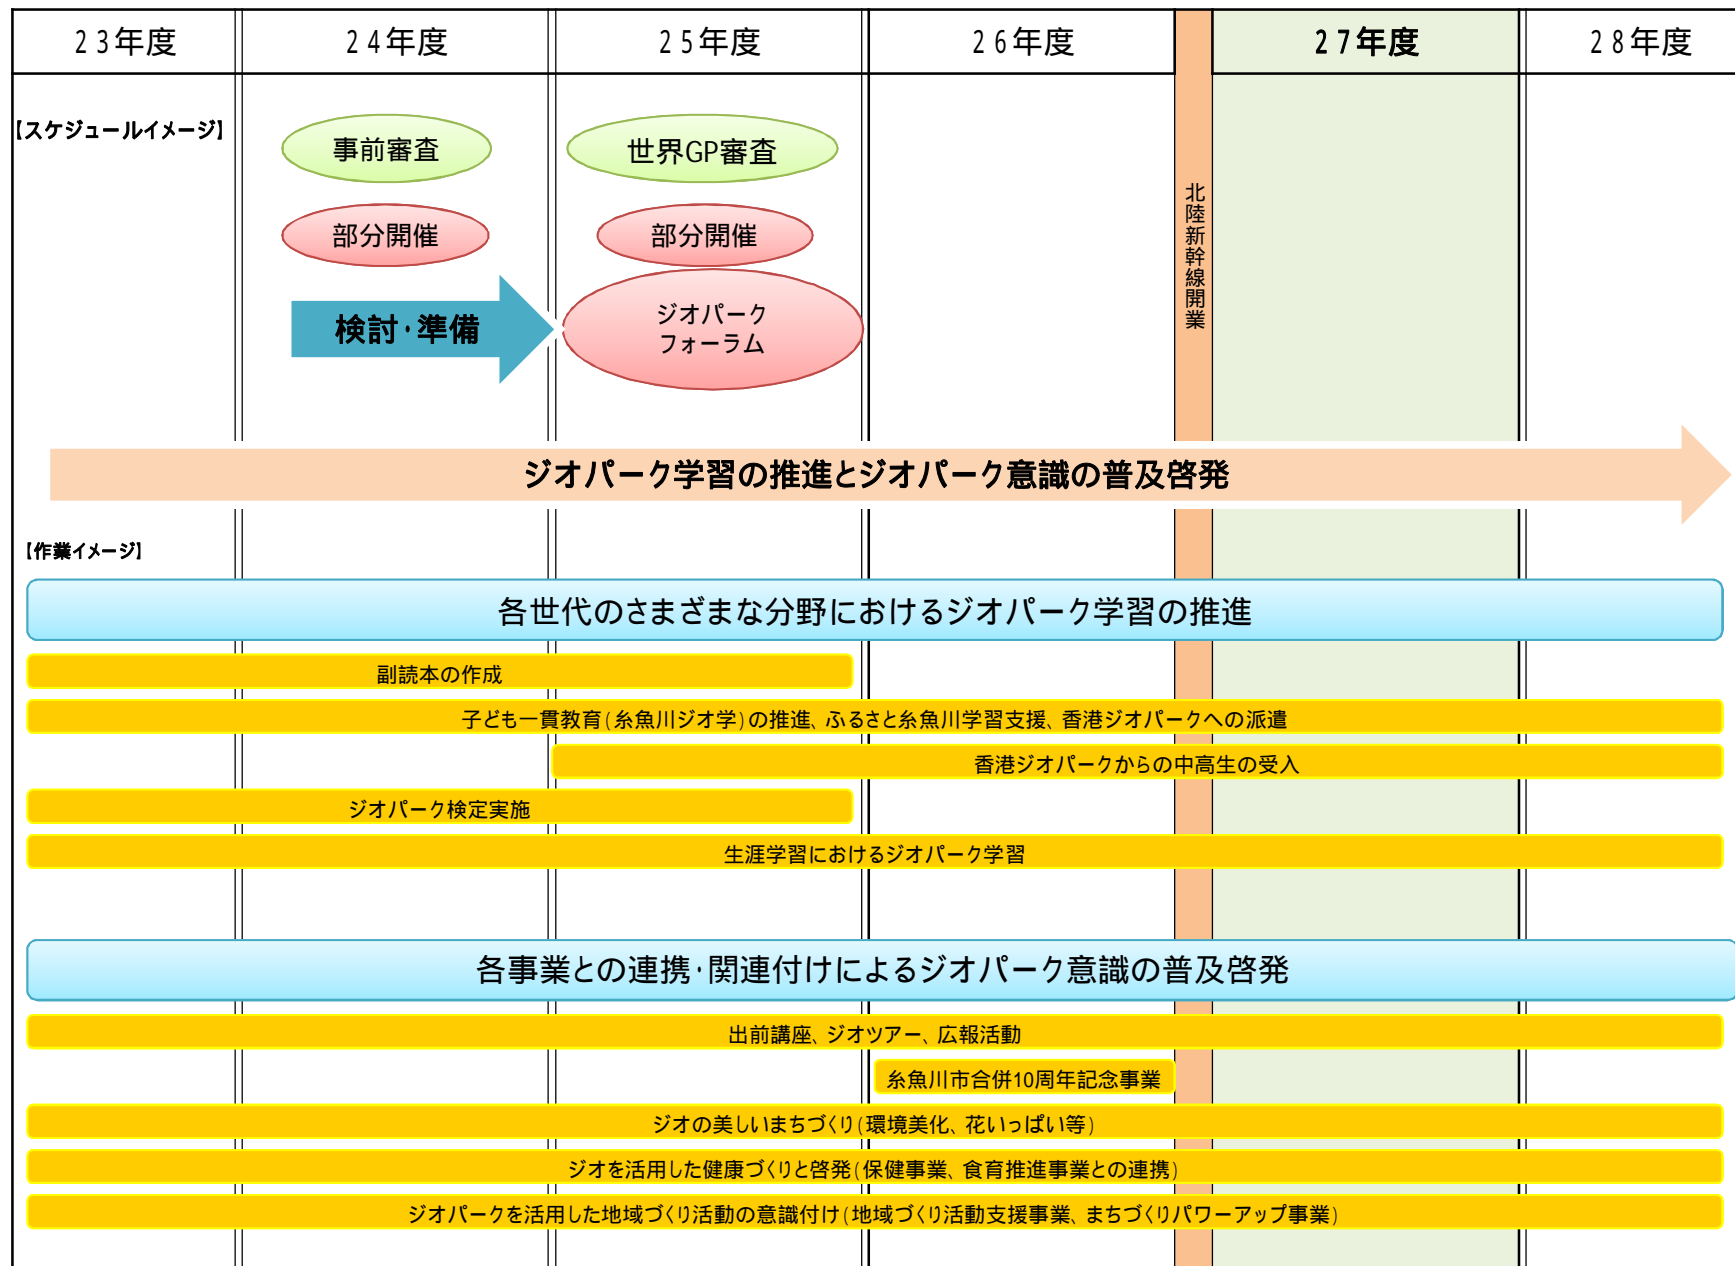 23年度
24年度
25年度
26年度
27年度
28年度
【スケジュールイメージ】
事前審査
世界GP審査
部分開催
部分開催
検討・準備
ジオパーク
フォーラム
北陸新幹線開業
ジオパーク学習の推進とジオパーク意識の普及啓発
【作業イメージ】
各世代のさまざまな分野におけるジオパーク学習の推進
副読本の作成
子ども一貫教育(糸魚川ジオ学)の推進、ふるさと糸魚川学習支援、香港ジオパークへの派遣
香港ジオパークからの中高生の受入
ジオパーク検定実施
生涯学習におけるジオパーク学習
各事業との連携・関連付けによるジオパーク意識の普及啓発
出前講座、ジオツアー、広報活動
糸魚川市合併10周年記念事業
ジオの美しいまちづくり(環境美化、花いっぱい等)
ジオを活用した健康づくりと啓発(保健事業、食育推進事業との連携)
ジオパークを活用した地域づくり活動の意識付け(地域づくり活動支援事業、まちづくりパワーアップ事業)